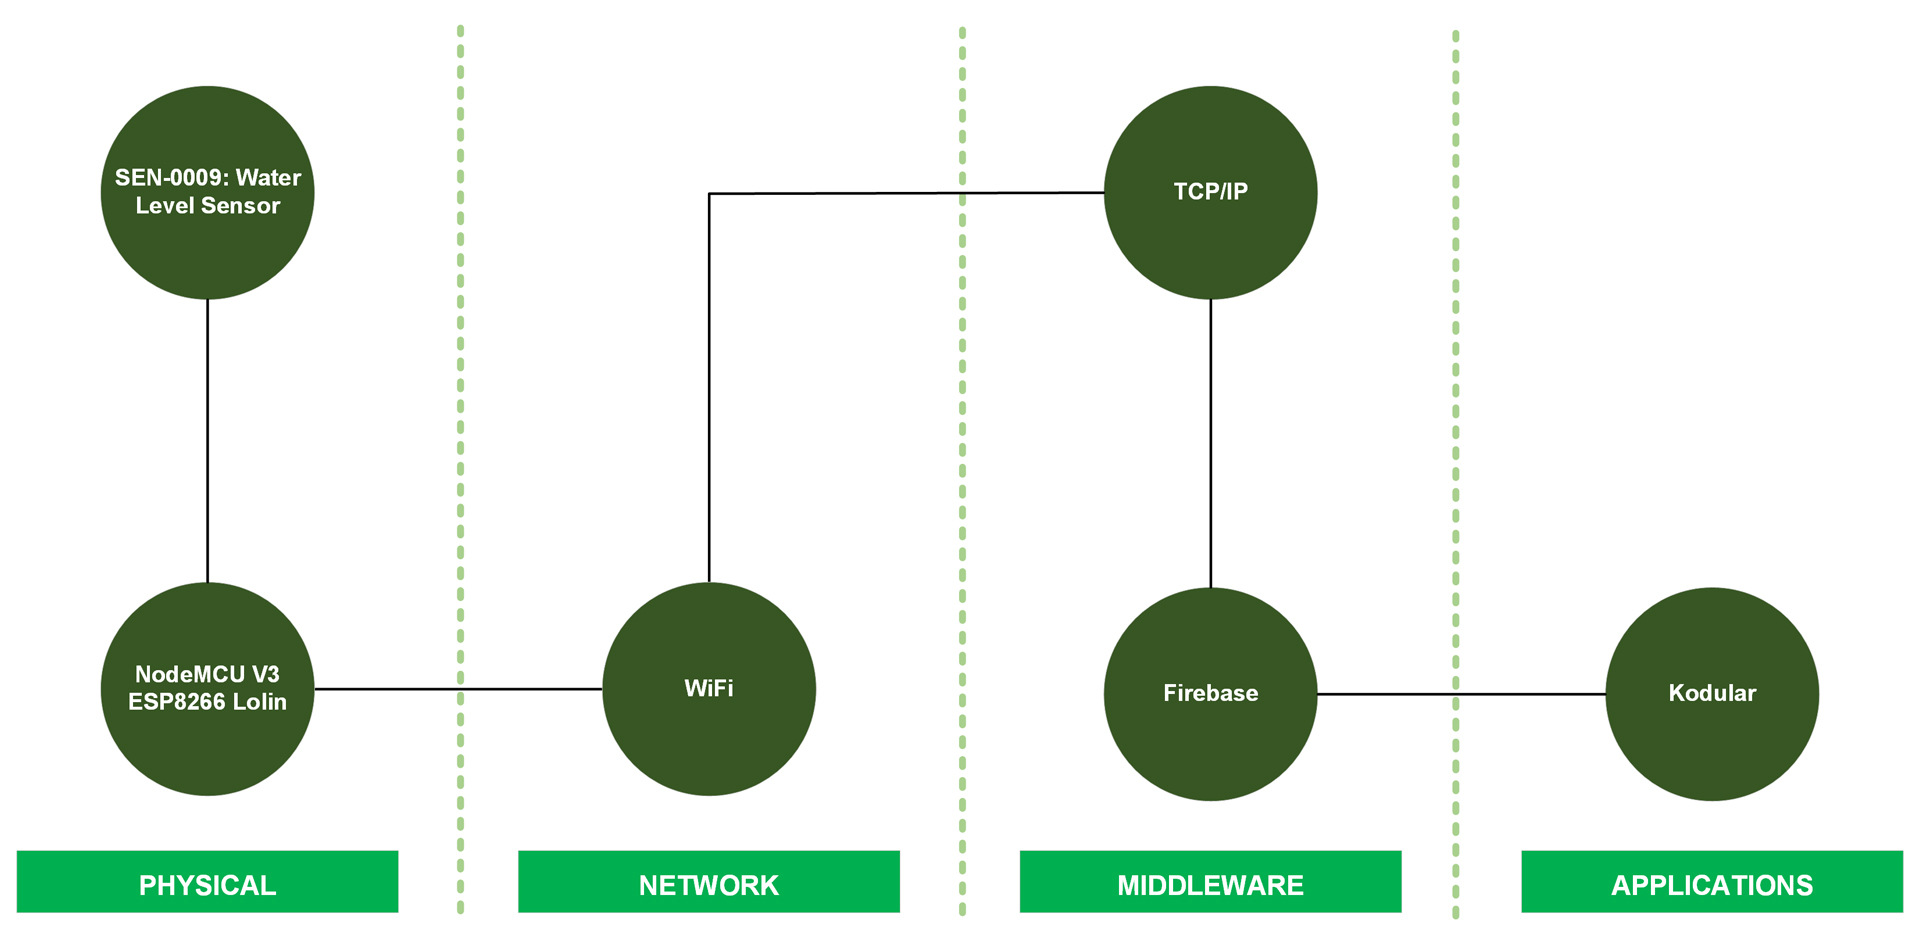 SEN-0009: Water
Level Sensor
TCP/IP
NodeMCU V3
ESP8266 Lolin
WiFi
Firebase
Kodular
PHYSICAL
NETWORK
MIDDLEWARE
APPLICATIONS